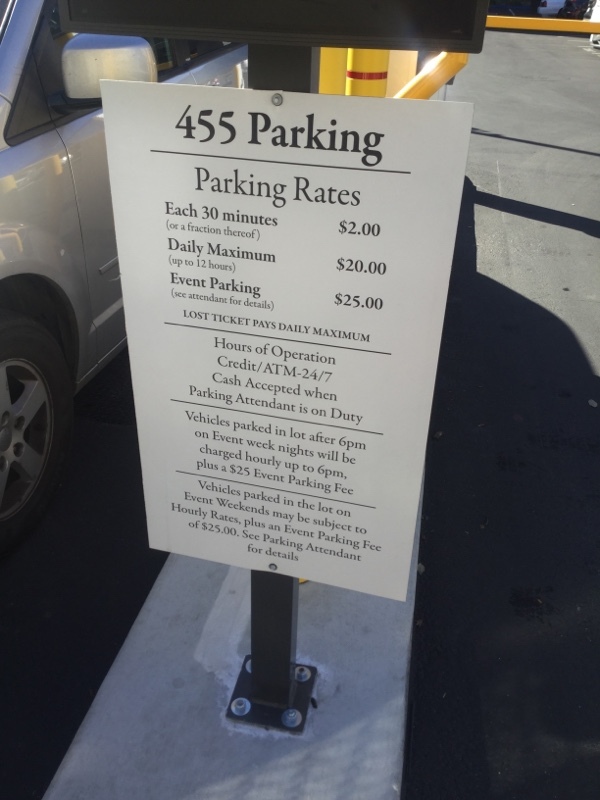 455 Parking
Parking Rates
Each 30 minutes $2.00
(or a fraction thereof)
Daily Maximum $20.00
(up to 12 hours)
Event Parking $25.00
(see attendant for details)
LOST TICKET PAYS DAILY MAXIMUM
Hours of Operation
Credit/ATM-24/7
Cash Accepted when
Parking Attendant is on Duty
Vehicles parked in lot after 6pm
on Event week nights will be
charged hourly up to 6pm,
plus a $25 Event Parking Fee
Vehicles parked in the lot on
Event Weekends may be subject to
Hourly Rates, plus an Event Parking Fee
of $25.00. See Parking Attendant
for details